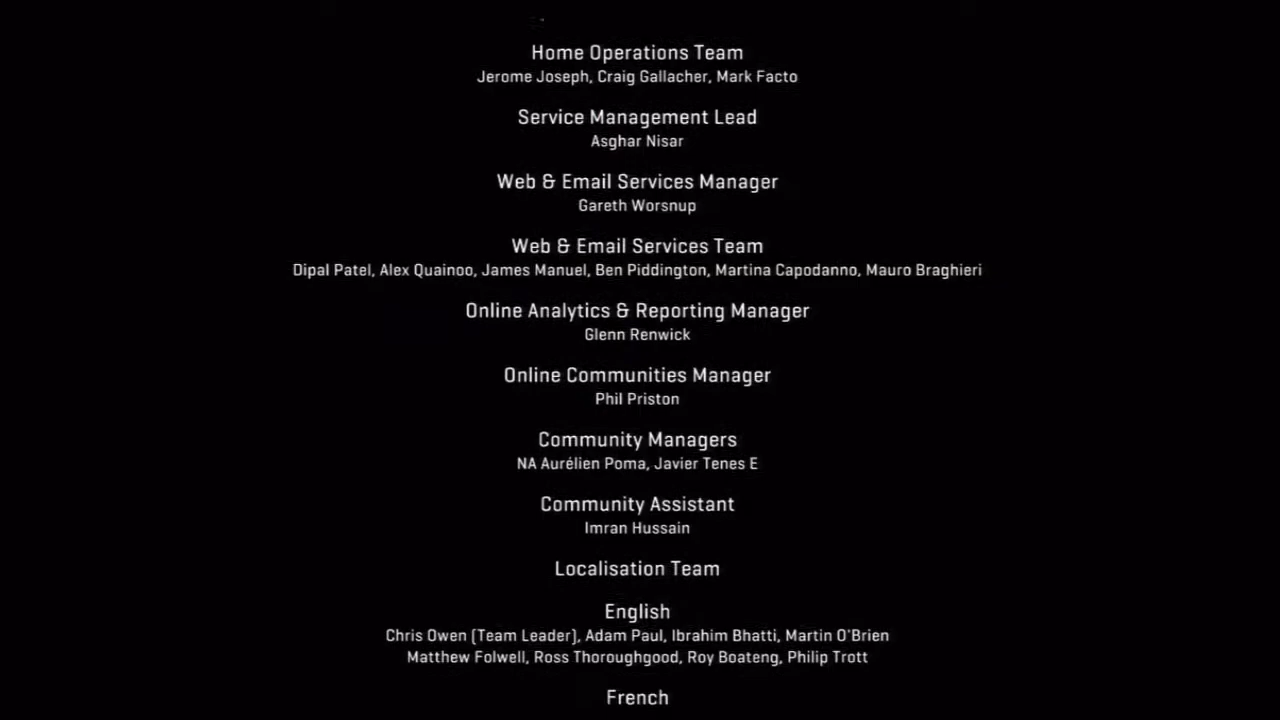 Home Operations Team
Jerome Joseph, Craig Gallacher, Mark Facto
Service Management Lead
Asghar Nisar
Web & Email Services Manager
Gareth Worsnup
Web & Email Services Team
Dipal Patel, Alex Quainoo, James Manuel, Ben Piddington, Martina Capodanno, Mauro Braghieri
Online Analytics & Reporting Manager
Glenn Renwick
Online Communities Manager
Phil Priston
Community Managers
NA Aurélien Poma, Javier Tenes E
Community Assistant
Imran Hussain
Localisation Team
English
Chris Owen (Team Leader), Adam Paul, Ibrahim Bhatti, Martin O'Brien
Matthew Folwell, Ross Thoroughgood, Roy Boateng, Philip Trott
French